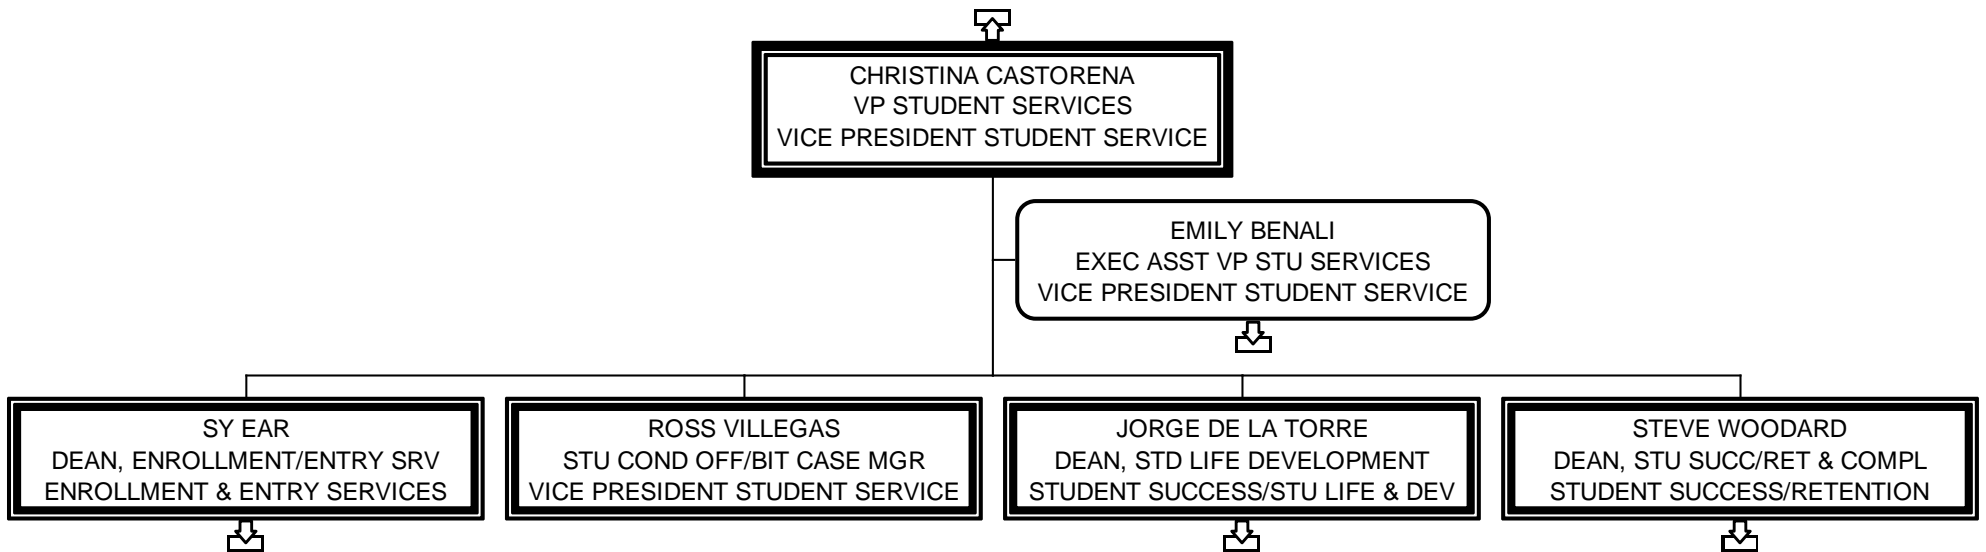 CHRISTINA CASTORENA
VP STUDENT SERVICES
VICE PRESIDENT STUDENT SERVICE
EMILY BENALI
EXEC ASST VP STU SERVICES
VICE PRESIDENT STUDENT SERVICE
SY EAR
DEAN, ENROLLMENT/ENTRY SRV
ENROLLMENT & ENTRY SERVICES
ROSS VILLEGAS
STU COND OFF/BIT CASE MGR
VICE PRESIDENT STUDENT SERVICE
JORGE DE LA TORRE
DEAN, STD LIFE DEVELOPMENT
STUDENT SUCCESS/STU LIFE & DEV
STEVE WOODARD
DEAN, STU SUCC/RET & COMPL
STUDENT SUCCESS/RETENTION